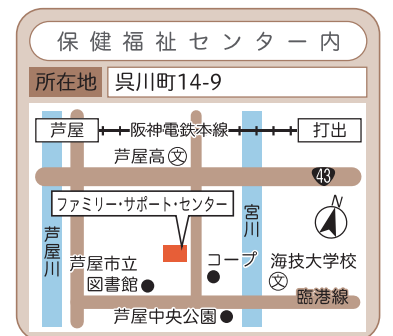 保健福祉センター内
所在地 呉川町14-9
芦屋 阪神電鉄本線 打出
芦屋高 文
43
ファミリー・サポート・センター
N
宮川
芦屋川
芦屋市立
図書館
コープ
海技大学校
文
臨港線
芦屋中央公園